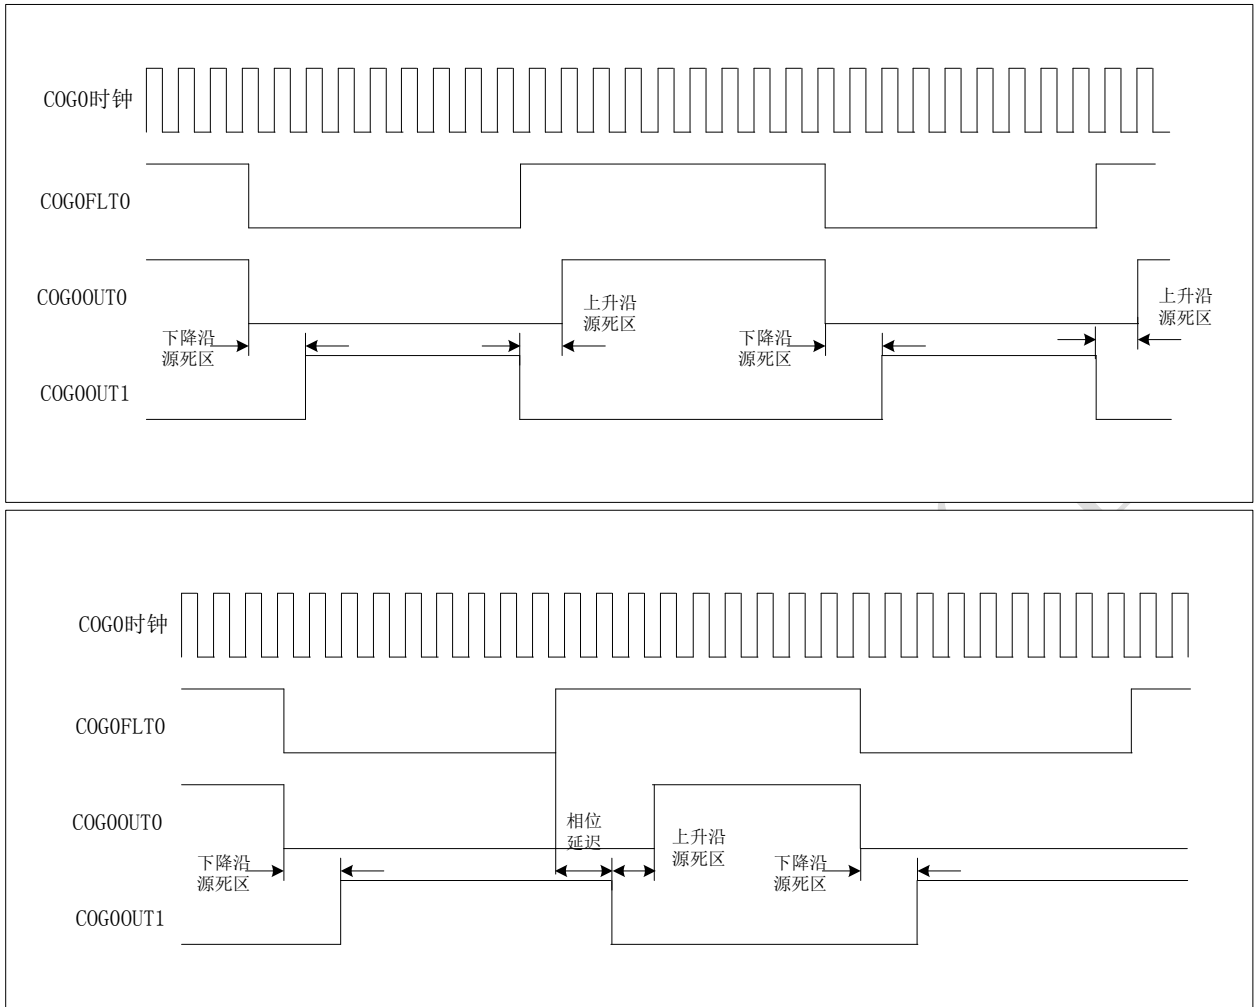 COG0时钟
COG0FLT0
COG0OUT0
上升沿
源死区
上升沿
源死区
下降沿
源死区
下降沿
源死区
COG0OUT1
COG0时钟
COG0FLT0
COG0OUT0
相位
延迟
上升沿
源死区
下降沿
源死区
下降沿
源死区
COG0OUT1